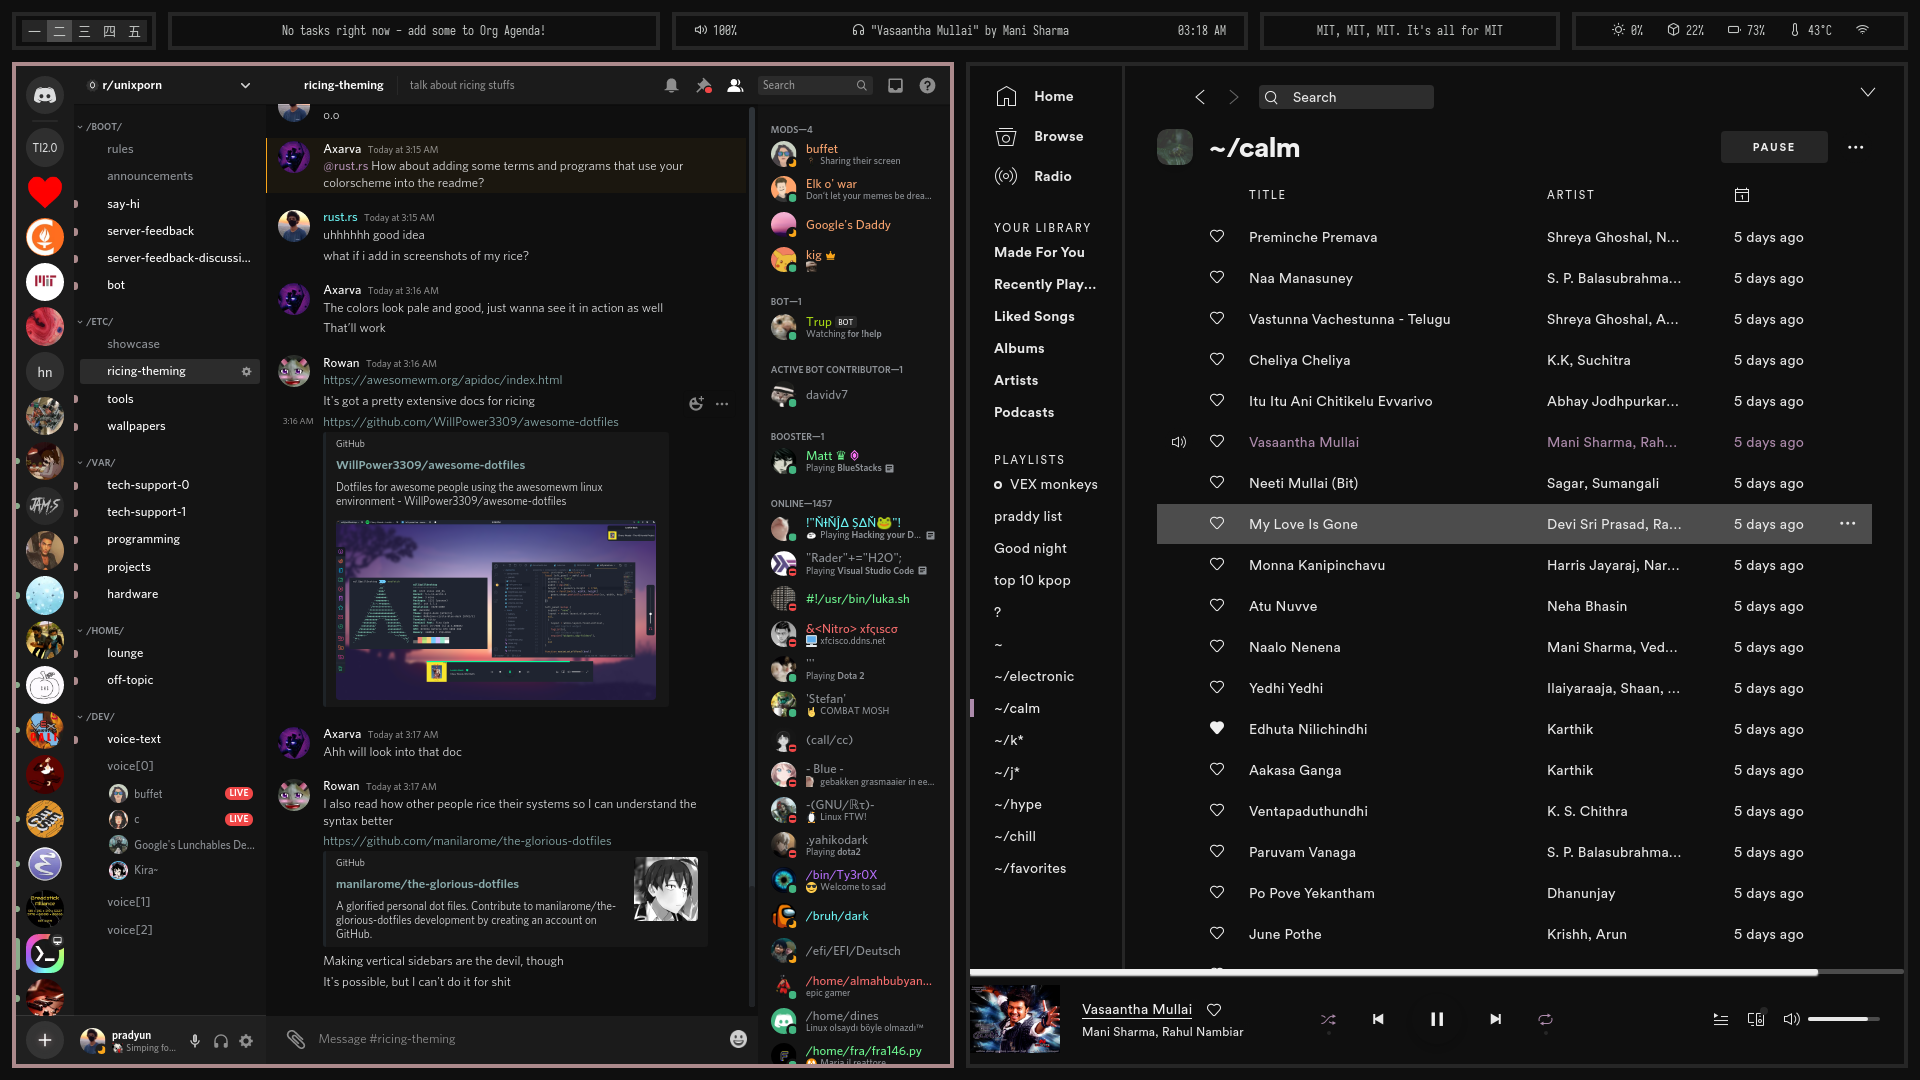 一 二 三 四 五
No tasks right now - add some to Org Agenda!
100%
"Vasaantha Mullai" by Mani Sharma
03:18 AM
MIT, MIT, MIT. It's all for MIT
0% 22% 73% 43°C
r/unixporn
TI2.0
hn
JAM.S
/BOOT/
rules
announcements
say-hi
server-feedback
server-feedback-discussi...
bot
/ETC/
showcase
ricing-theming
tools
wallpapers
/VAR/
tech-support-0
tech-support-1
programming
projects
hardware
/HOME/
lounge
off-topic
/DEV/
voice-text
voice[0]
buffet LIVE
c LIVE
Google's Lunchables De...
Kira~
voice[1]
voice[2]
pradyun
Simping fo...
ricing-theming
talk about ricing stuffs
Search
o.o
Axarva Today at 3:15 AM
@rust.rs How about adding some terms and programs that use your
colorscheme into the readme?
rust.rs Today at 3:15 AM
uhhhhhh good idea
what if i add in screenshots of my rice?
Axarva Today at 3:16 AM
The colors look pale and good, just wanna see it in action as well
That'll work
Rowan Today at 3:16 AM
https://awesomewm.org/apidoc/index.html
It's got a pretty extensive docs for ricing
3:16 AM https://github.com/WillPower3309/awesome-dotfiles
GitHub
WillPower3309/awesome-dotfiles
Dotfiles for awesome people using the awesomewm linux
environment - WillPower3309/awesome-dotfiles
Axarva Today at 3:17 AM
Ahh will look into that doc
Rowan Today at 3:17 AM
I also read how other people rice their systems so I can understand the
syntax better
https://github.com/manilarome/the-glorious-dotfiles
GitHub
manilarome/the-glorious-dotfiles
A glorified personal dot files. Contribute to manilarome/the-
glorious-dotfiles development by creating an account on
GitHub.
Making vertical sidebars are the devil, though
It's possible, but I can't do it for shit
Message #ricing-theming
MODS—4
buffet
Sharing their screen
Elk o' war
Don't let your memes be drea...
Google's Daddy
kig
BOT—1
Trup BOT
Watching for !help
ACTIVE BOT CONTRIBUTOR—1
davidv7
BOOSTER—1
Matt
Playing BlueStacks
ONLINE—1457
Playing Hacking your D...
"Rader"+="H2O";
Playing Visual Studio Code
#!/usr/bin/luka.sh
&<Nitro> xfçιscσ
xfcisco.ddns.net
'''
Playing Dota 2
'Stefan'
COMBAT MOSH
(call/cc)
- Blue -
gebakken grasmaaier in ee...
-(GNU/ℝτ)-
Linux FTW!
.yahikodark
Playing dota2
/bin/Ty3r0X
Welcome to sad
/bruh/dark
/efi/EFI/Deutsch
/home/almahbubyan...
epic gamer
/home/dines
Linux olsaydı böyle olmazdı™
/home/fra/fra146.py
Home
Browse
Radio
YOUR LIBRARY
Made For You
Recently Play...
Liked Songs
Albums
Artists
Podcasts
PLAYLISTS
VEX monkeys
praddy list
Good night
top 10 kpop
?
~
~/electronic
~/calm
~/k*
~/j*
~/hype
~/chill
~/favorites
Search
~/calm
PAUSE
TITLE ARTIST
Preminche Premava Shreya Ghoshal, N... 5 days ago
Naa Manasuney S. P. Balasubrahma... 5 days ago
Vastunna Vachestunna - Telugu Shreya Ghoshal, A... 5 days ago
Cheliya Cheliya K.K, Suchitra 5 days ago
Itu Itu Ani Chitikelu Evvarivo Abhay Jodhpurkar... 5 days ago
Vasaantha Mullai Mani Sharma, Rah... 5 days ago
Neeti Mullai (Bit) Sagar, Sumangali 5 days ago
My Love Is Gone Devi Sri Prasad, Ra... 5 days ago
Monna Kanipinchavu Harris Jayaraj, Nar... 5 days ago
Atu Nuvve Neha Bhasin 5 days ago
Naalo Nenena Mani Sharma, Ved... 5 days ago
Yedhi Yedhi Ilaiyaraaja, Shaan, ... 5 days ago
Edhuta Nilichindhi Karthik 5 days ago
Aakasa Ganga Karthik 5 days ago
Ventapaduthundhi K. S. Chithra 5 days ago
Paruvam Vanaga S. P. Balasubrahma... 5 days ago
Po Pove Yekantham Dhanunjay 5 days ago
June Pothe Krishh, Arun 5 days ago
Vasaantha Mullai
Mani Sharma, Rahul Nambiar